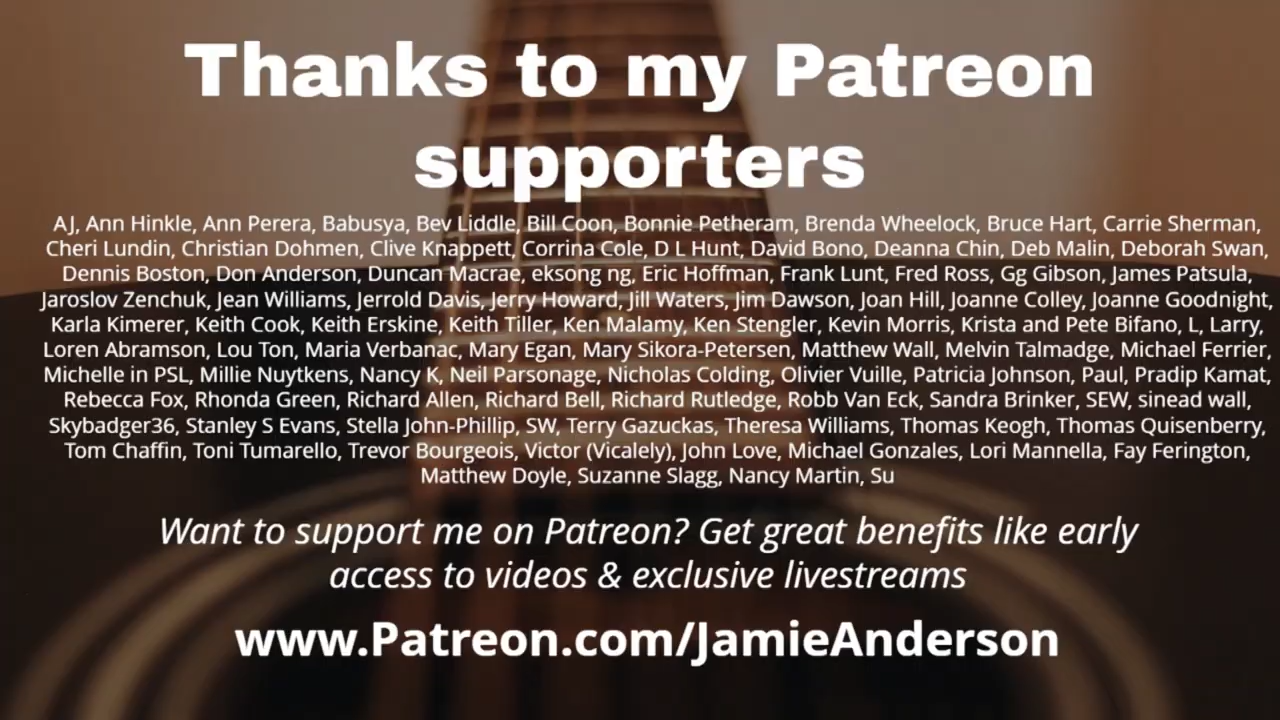 Thanks to my Patreon
supporters
AJ, Ann Hinkle, Ann Perera, Babusya, Bev Liddle, Bill Coon, Bonnie Petheram, Brenda Wheelock, Bruce Hart, Carrie Sherman,
Cheri Lundin, Christian Dohmen, Clive Knappett, Corrina Cole, D L Hunt, David Bono, Deanna Chin, Deb Malin, Deborah Swan,
Dennis Boston, Don Anderson, Duncan Macrae, eksong ng, Eric Hoffman, Frank Lunt, Fred Ross, Gg Gibson, James Patsula,
Jaroslov Zenchuk, Jean Williams, Jerrold Davis, Jerry Howard, Jill Waters, Jim Dawson, Joan Hill, Joanne Colley, Joanne Goodnight,
Karla Kimerer, Keith Cook, Keith Erskine, Keith Tiller, Ken Malamy, Ken Stengler, Kevin Morris, Krista and Pete Bifano, L, Larry,
Loren Abramson, Lou Ton, Maria Verbanac, Mary Egan, Mary Sikora-Petersen, Matthew Wall, Melvin Talmadge, Michael Ferrier,
Michelle in PSL, Millie Nuytkens, Nancy K, Neil Parsonage, Nicholas Colding, Olivier Vuille, Patricia Johnson, Paul, Pradip Kamat,
Rebecca Fox, Rhonda Green, Richard Allen, Richard Bell, Richard Rutledge, Robb Van Eck, Sandra Brinker, SEW, sinead wall,
Skybadger36, Stanley S Evans, Stella John-Phillip, SW, Terry Gazuckas, Theresa Williams, Thomas Keogh, Thomas Quisenberry,
Tom Chaffin, Toni Tumarello, Trevor Bourgeois, Victor (Vicalely), John Love, Michael Gonzales, Lori Mannella, Fay Ferington,
Matthew Doyle, Suzanne Slagg, Nancy Martin, Su
Want to support me on Patreon? Get great benefits like early
access to videos & exclusive livestreams
www.Patreon.com/JamieAnderson